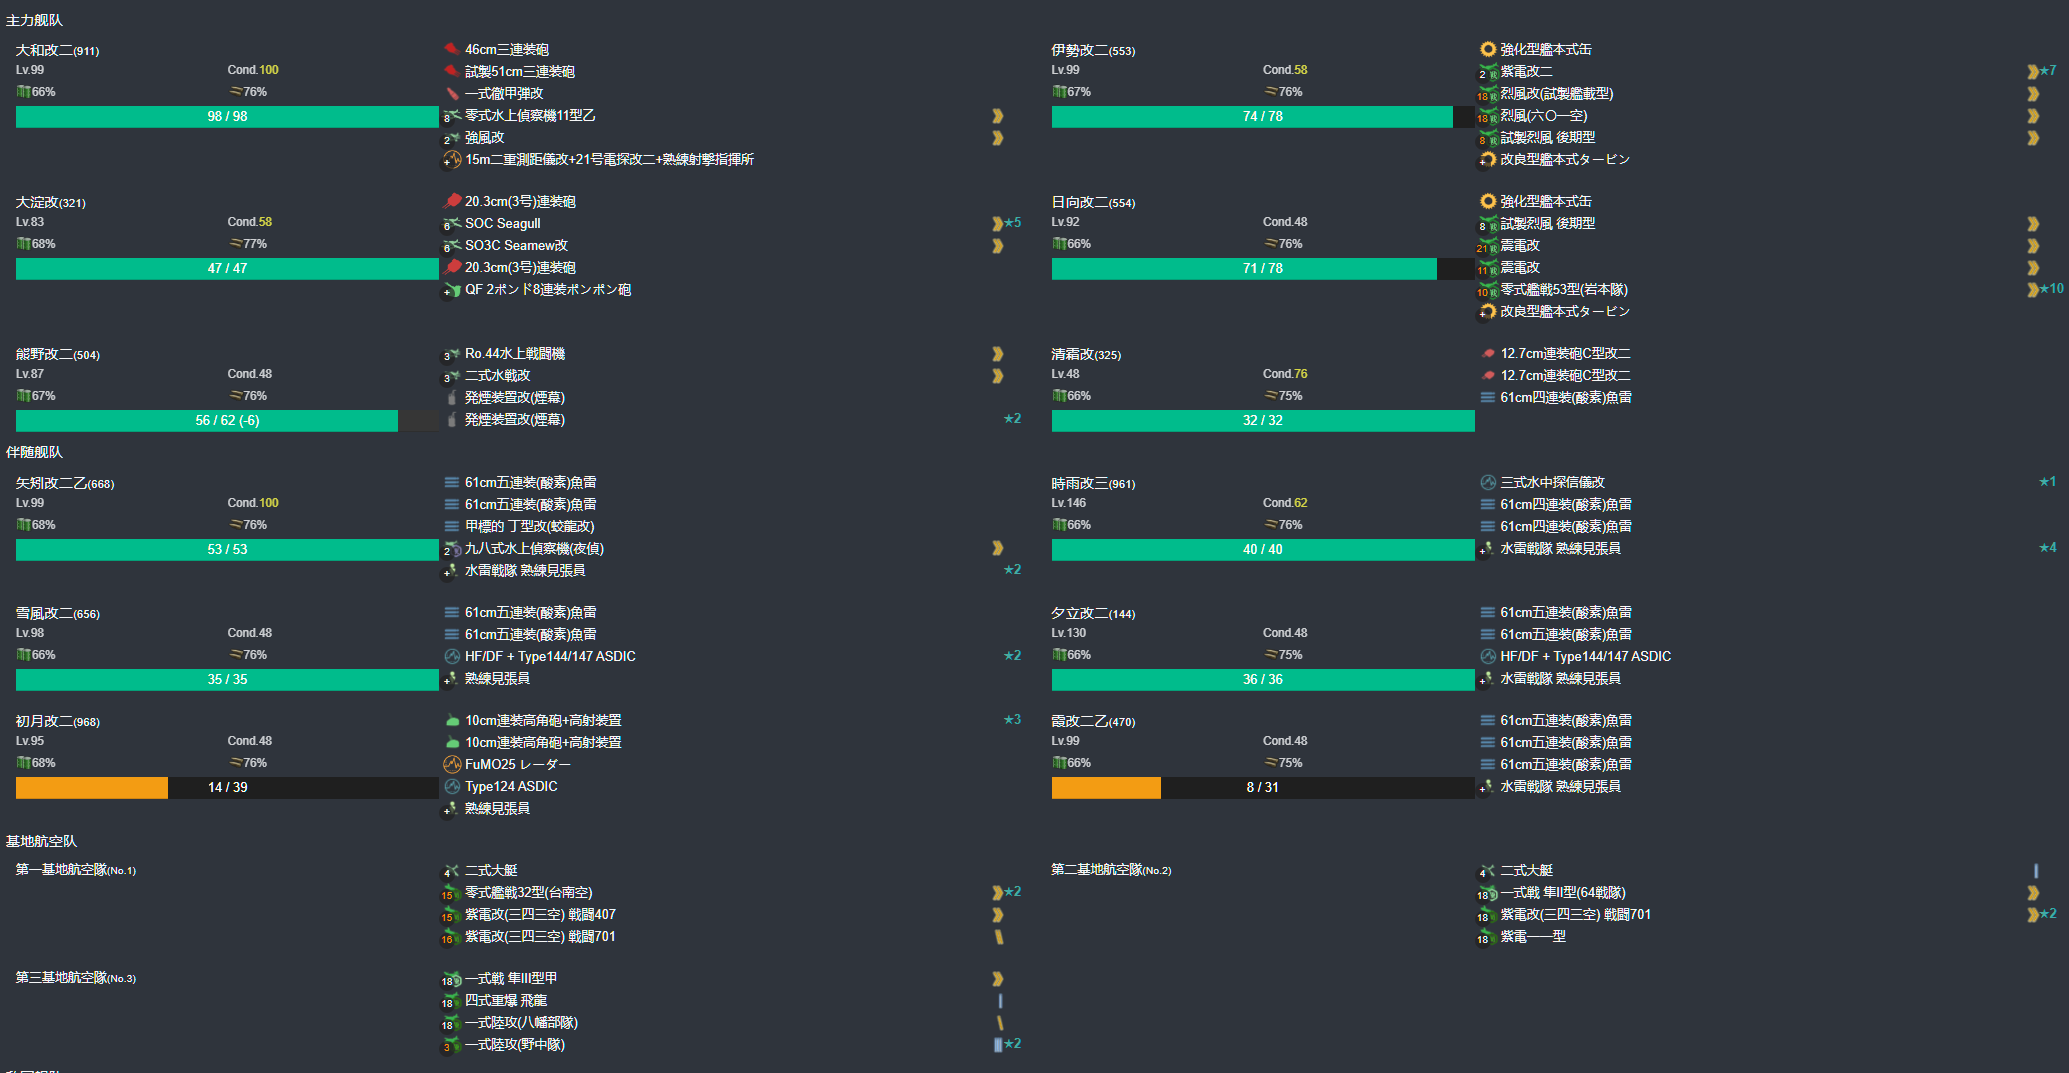 主力舰队
大和改二(911)
Lv.99 Cond.100
66% 76%
98 / 98
46cm三連装砲
試製51cm三連装砲
一式徹甲弾改
8 零式水上偵察機11型乙
2 強風改
+ 15m二重測距儀改+21号電探改二+熟練射撃指揮所
伊勢改二(553)
Lv.99 Cond.58
67% 76%
74 / 78
強化型艦本式缶
2 紫電改二 ★7
18 烈風改(試製艦載型)
18 烈風(六〇一空)
8 試製烈風 後期型
+ 改良型艦本式タービン
大淀改(321)
Lv.83 Cond.58
68% 77%
47 / 47
20.3cm(3号)連装砲
6 SOC Seagull ★5
6 SO3C Seamew改
20.3cm(3号)連装砲
+ QF 2ポンド8連装ポンポン砲
日向改二(554)
Lv.92 Cond.48
66% 76%
71 / 78
強化型艦本式缶
8 試製烈風 後期型
21 震電改
11 震電改
10 零式艦戦53型(岩本隊) ★10
+ 改良型艦本式タービン
熊野改二(504)
Lv.87 Cond.48
67% 76%
56 / 62 (-6)
3 Ro.44水上戦闘機
3 二式水戦改
発煙装置改(煙幕)
発煙装置改(煙幕) ★2
清霜改(325)
Lv.48 Cond.76
66% 75%
32 / 32
12.7cm連装砲C型改二
12.7cm連装砲C型改二
61cm四連装(酸素)魚雷
伴随舰队
矢矧改二乙(668)
Lv.99 Cond.100
68% 76%
53 / 53
61cm五連装(酸素)魚雷
61cm五連装(酸素)魚雷
甲標的 丁型改(蛟龍改)
2 九八式水上偵察機(夜偵)
+ 水雷戦隊 熟練見張員 ★2
時雨改三(961)
Lv.146 Cond.62
66% 76%
40 / 40
三式水中探信儀改 ★1
61cm四連装(酸素)魚雷
61cm四連装(酸素)魚雷
+ 水雷戦隊 熟練見張員 ★4
雪風改二(656)
Lv.98 Cond.48
66% 76%
35 / 35
61cm五連装(酸素)魚雷
61cm五連装(酸素)魚雷
HF/DF + Type144/147 ASDIC ★2
+ 熟練見張員
夕立改二(144)
Lv.130 Cond.48
66% 75%
36 / 36
61cm五連装(酸素)魚雷
61cm五連装(酸素)魚雷
HF/DF + Type144/147 ASDIC
+ 水雷戦隊 熟練見張員
初月改二(968)
Lv.95 Cond.48
68% 76%
14 / 39
10cm連装高角砲+高射装置 ★3
10cm連装高角砲+高射装置
FuMO25 レーダー
Type124 ASDIC
+ 熟練見張員
霞改二乙(470)
Lv.99 Cond.48
66% 75%
8 / 31
61cm五連装(酸素)魚雷
61cm五連装(酸素)魚雷
61cm五連装(酸素)魚雷
+ 水雷戦隊 熟練見張員
基地航空队
第一基地航空隊(No.1)
4 二式大艇
15 零式艦戦32型(台南空) ★2
15 紫電改(三四三空) 戦闘407
16 紫電改(三四三空) 戦闘701
第二基地航空隊(No.2)
4 二式大艇
18 一式戦 隼II型(64戦隊)
18 紫電改(三四三空) 戦闘701 ★2
18 紫電一一型
第三基地航空隊(No.3)
18 一式戦 隼III型甲
18 四式重爆 飛龍
18 一式陸攻(八幡部隊)
3 一式陸攻(野中隊) ★2